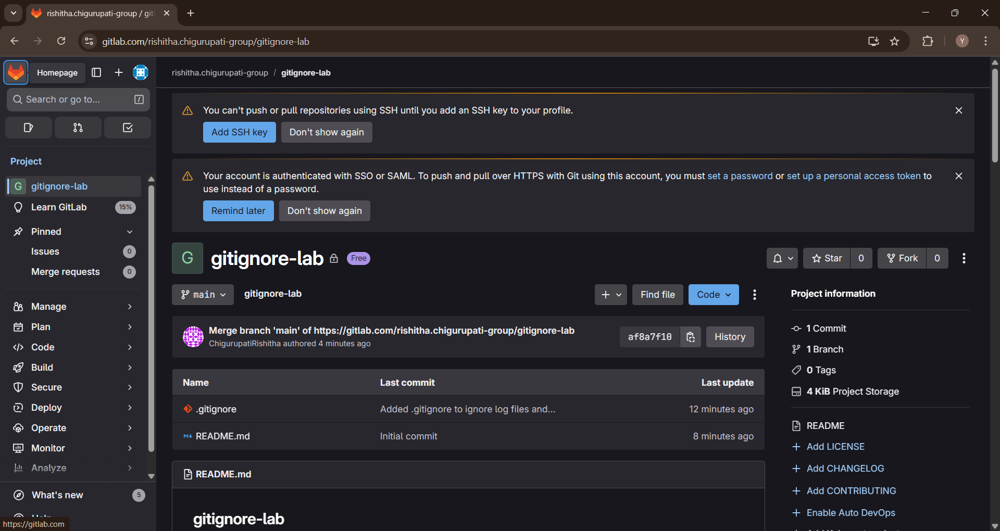 rishitha.chigurupati-group / git
gitlab.com/rishitha.chigurupati-group/gitignore-lab
Y
Homepage
rishitha.chigurupati-group / gitignore-lab
Search or go to... /
You can't push or pull repositories using SSH until you add an SSH key to your profile.
Add SSH key Don't show again
Project
Your account is authenticated with SSO or SAML. To push and pull over HTTPS with Git using this account, you must set a password or set up a personal access token to
use instead of a password.
Remind later Don't show again
G gitignore-lab
Learn GitLab 15%
Pinned
Issues 0
Merge requests 0
Manage
Plan
Code
Build
Secure
Deploy
Operate
Monitor
Analyze
What's new 5
https://gitlab.com
G gitignore-lab Free
Star 0 Fork 0
main gitignore-lab
Find file Code
Merge branch 'main' of https://gitlab.com/rishitha.chigurupati-group/gitignore-lab
ChigurupatiRishitha authored 4 minutes ago
af8a7f10 History
Name Last commit Last update
.gitignore Added .gitignore to ignore log files and... 12 minutes ago
M README.md Initial commit 8 minutes ago
README.md
gitignore-lab
Project information
1 Commit
1 Branch
0 Tags
4 KiB Project Storage
README
Add LICENSE
Add CHANGELOG
Add CONTRIBUTING
Enable Auto DevOps